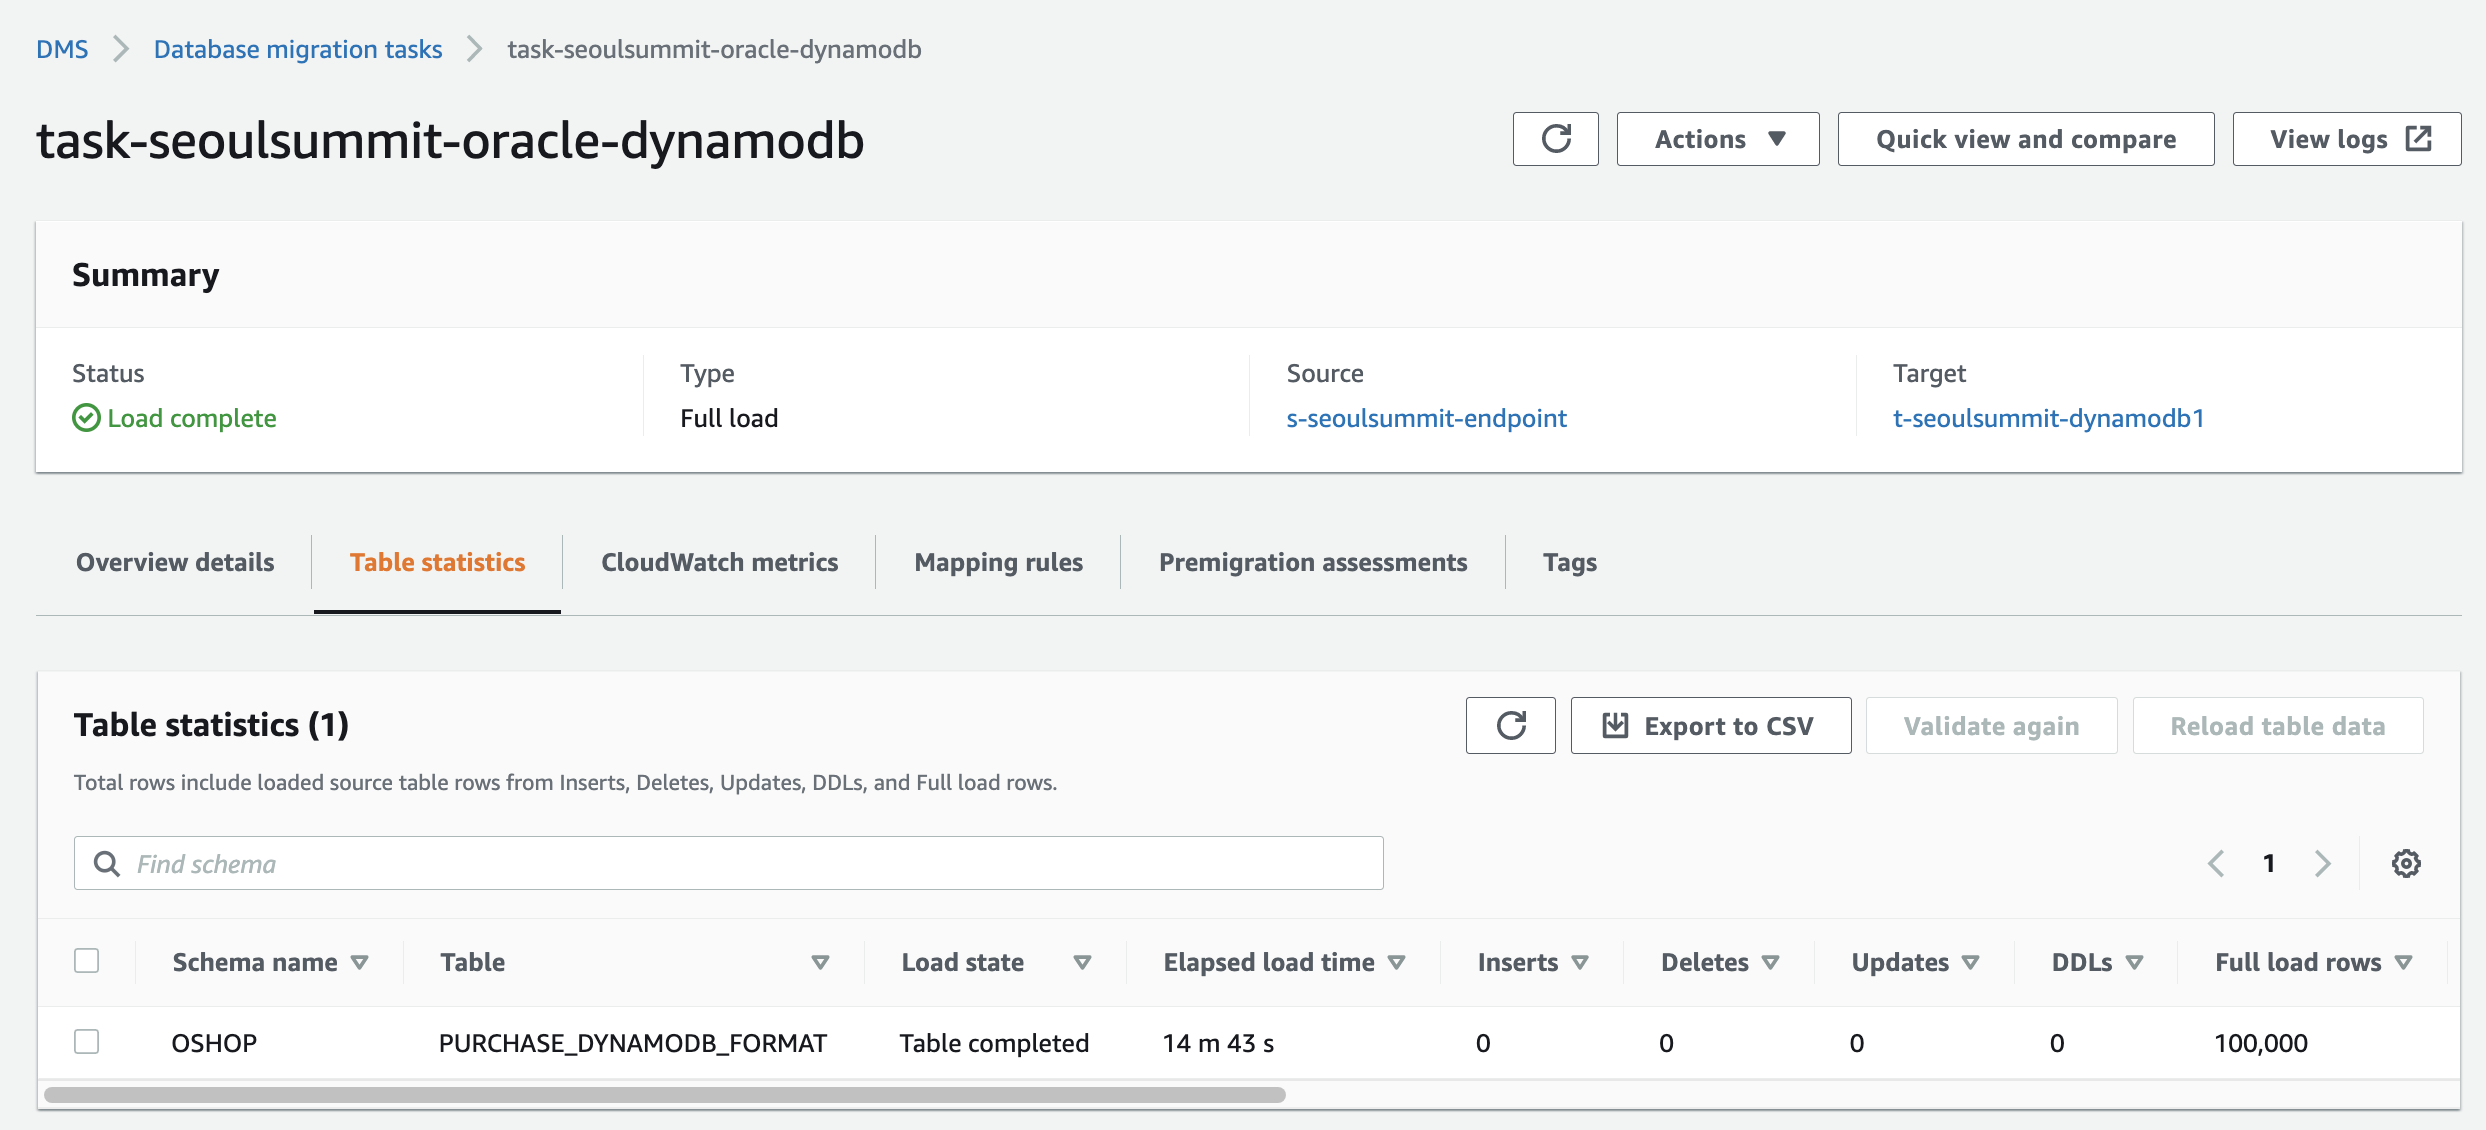 DMS > Database migration tasks > task-seoulsummit-oracle-dynamodb
task-seoulsummit-oracle-dynamodb
Actions
Quick view and compare
View logs
Summary
Status
Type
Source
Target
Load complete
Full load
s-seoulsummit-endpoint
t-seoulsummit-dynamodb1
Overview details
Table statistics
CloudWatch metrics
Mapping rules
Premigration assessments
Tags
Table statistics (1)
Export to CSV
Validate again
Reload table data
Total rows include loaded source table rows from Inserts, Deletes, Updates, DDLs, and Full load rows.
Find schema
1
Schema name Table Load state Elapsed load time Inserts Deletes Updates DDLs Full load rows
OSHOP PURCHASE_DYNAMODB_FORMAT Table completed 14 m 43 s 0 0 0 0 100,000